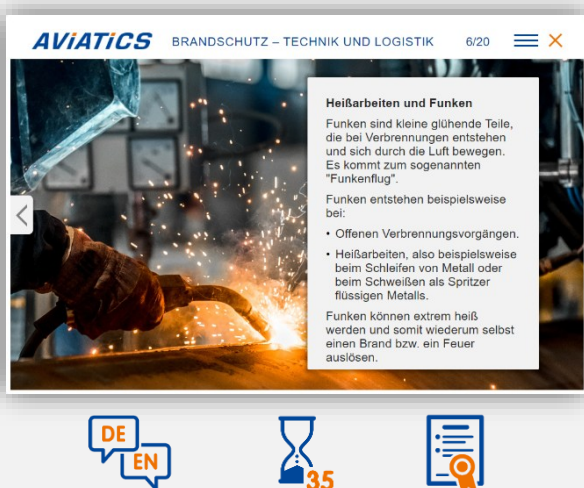 AViATiCS BRANDSCHUTZ – TECHNIK UND LOGISTIK 6/20
Heißarbeiten und Funken
Funken sind kleine glühende Teile,
die bei Verbrennungen entstehen
und sich durch die Luft bewegen.
Es kommt zum sogenannten
"Funkenflug".
Funken entstehen beispielsweise
bei:
• Offenen Verbrennungsvorgängen.
• Heißarbeiten, also beispielsweise
beim Schleifen von Metall oder
beim Schweißen als Spritzer
flüssigen Metalls.
Funken können extrem heiß
werden und somit wiederum selbst
einen Brand bzw. ein Feuer
auslösen.
DE
EN
35